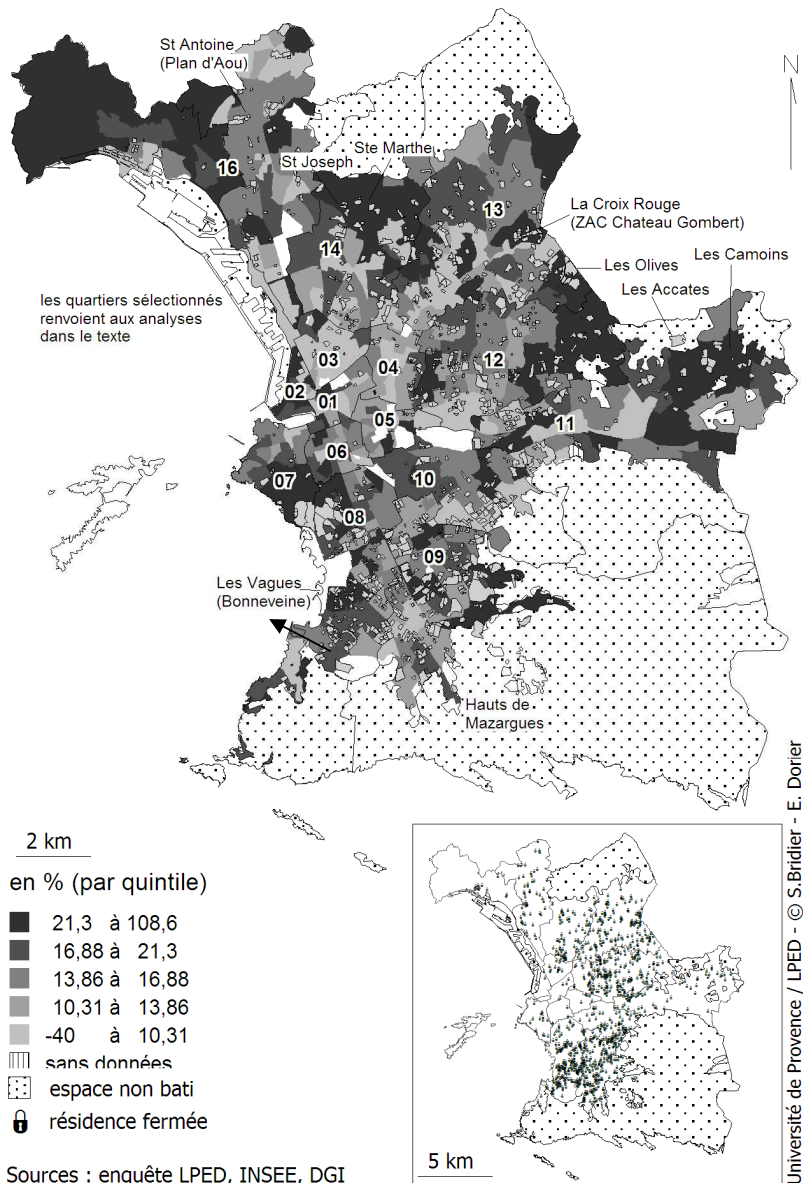 St Antoine
(Plan d'Aou)
N
Ste Marthe
St Joseph
16
13
La Croix Rouge
(ZAC Chateau Gombert)
14
Les Olives
Les Camoins
Les Accates
les quartiers sélectionnés
renvoient aux analyses
dans le texte
03
04
12
02
01
05
11
06
07
10
08
09
Les Vagues
(Bonneveine)
Hauts de
Mazargues
2 km
en % (par quintile)
21,3 à 108,6
16,88 à 21,3
13,86 à 16,88
10,31 à 13,86
-40 à 10,31
sans données
espace non bati
résidence fermée
Sources : enquête LPED, INSEE, DGI
5 km
Université de Provence / LPED - © S.Bridier - E. Dorier